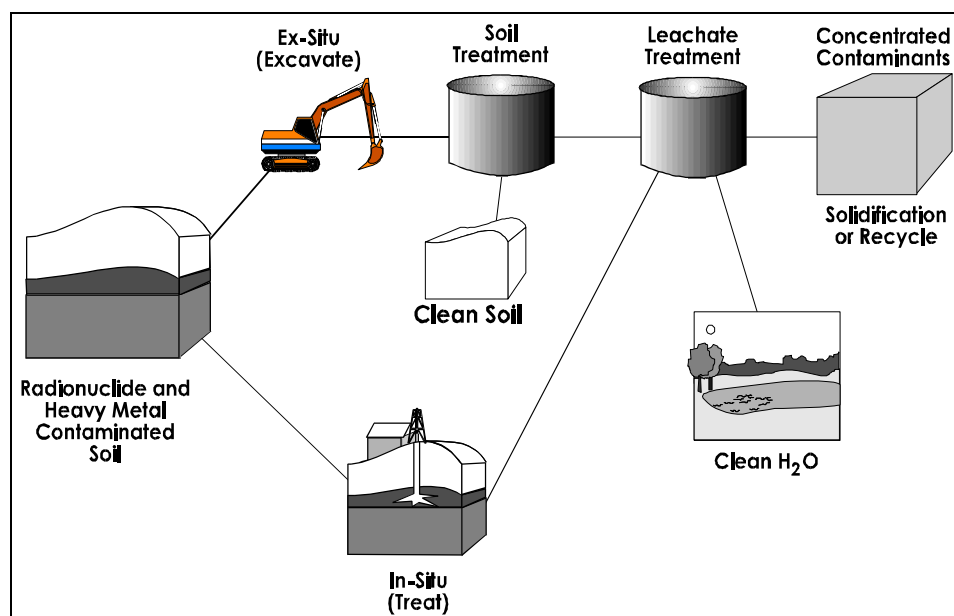 Ex-Situ
(Excavate)
Soil
Treatment
Leachate
Treatment
Concentrated
Contaminants
Solidification
or Recycle
Clean Soil
Radionuclide and
Heavy Metal
Contaminated
Soil
Clean H₂O
In-Situ
(Treat)